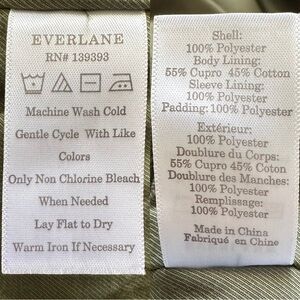 EVERLANE
RN# 139393
Machine Wash Cold
Gentle Cycle With Like
Colors
Only Non Chlorine Bleach
When Needed
Lay Flat to Dry
Warm Iron If Necessary
Shell:
100% Polyester
Body Lining:
55% Cupro 45% Cotton
Sleeve Lining:
100% Polyester
Padding: 100% Polyester
Extérieur:
100% Polyester
Doublure du Corps:
55% Cupro 45% Coton
Doublure des Manches:
100% Polyester
Remplissage:
100% Polyester
Made in China
Fabriqué en Chine